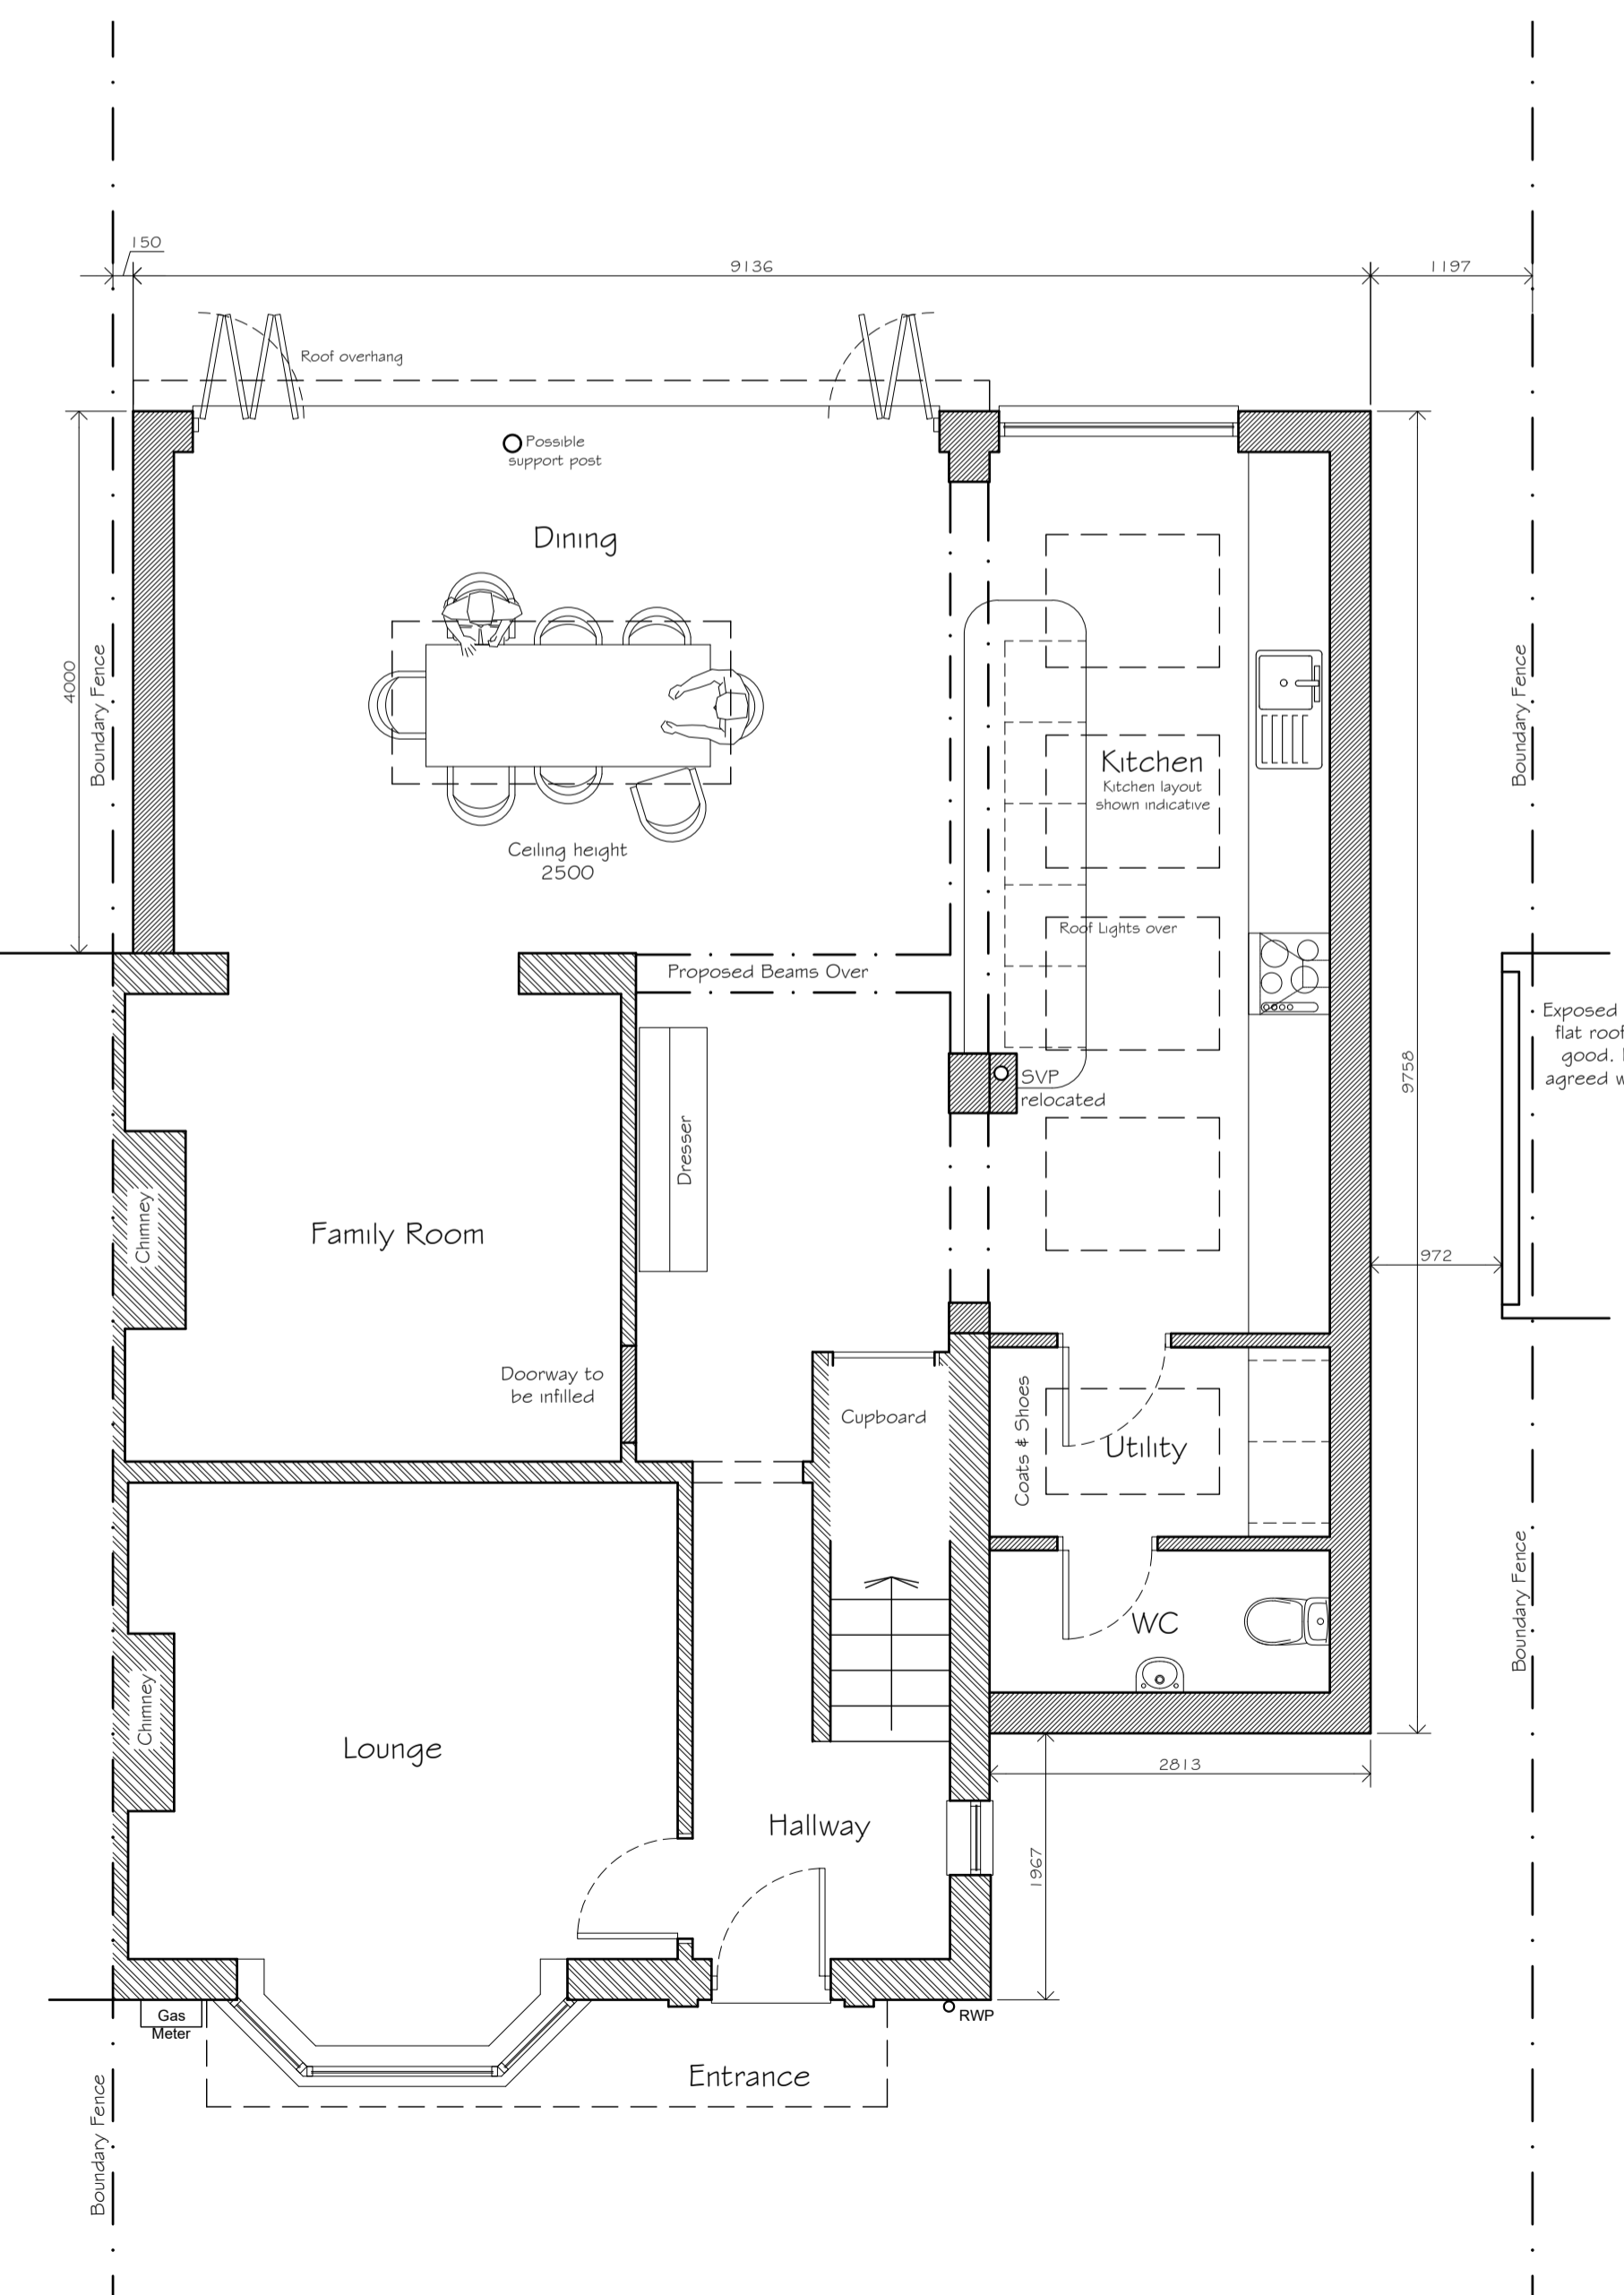 150
9136
1197
Roof overhang
Possible
support post
Dining
4000
Boundary Fence
Boundary Fence
Kitchen
Kitchen layout
shown indicative
Ceiling height
2500
Roof Lights over
Proposed Beams Over
Exposed
flat roof
good.
agreed w
9758
SVP
relocated
Dresser
Chimney
Family Room
972
Doorway to
be infilled
Cupboard
Coats & Shoes
Utility
Boundary Fence
WC
Chimney
Lounge
2813
Hallway
1967
Gas
Meter
RWP
Entrance
Boundary Fence